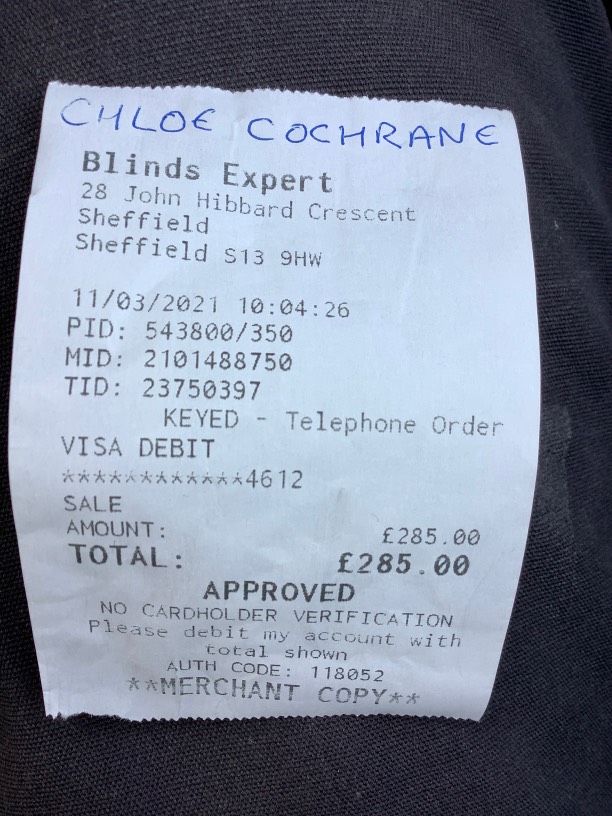 CHLOE COCHRANE
Blinds Expert
28 John Hibbard Crescent
Sheffield
Sheffield S13 9HW
11/03/2021 10:04:26
PID: 543800/350
MID: 2101488750
TID: 23750397
KEYED - Telephone Order
VISA DEBIT
************4612
SALE
AMOUNT: £285.00
TOTAL: £285.00
APPROVED
NO CARDHOLDER VERIFICATION
Please debit my account with
total shown
AUTH CODE: 118052
**MERCHANT COPY**